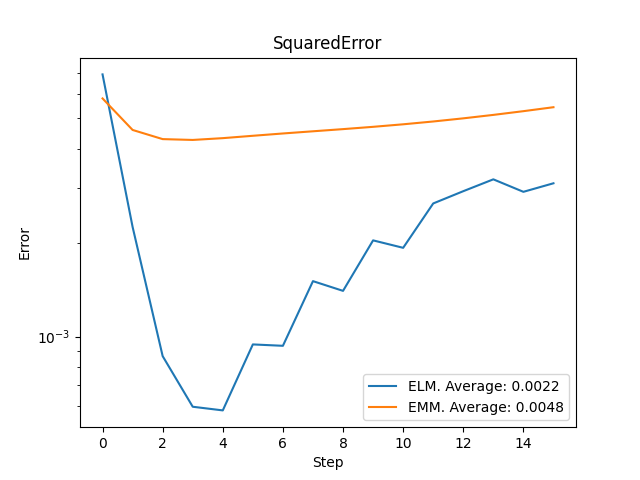 SquaredError
Error
10⁻³
ELM. Average: 0.0022
EMM. Average: 0.0048
0 2 4 6 8 10 12 14
Step